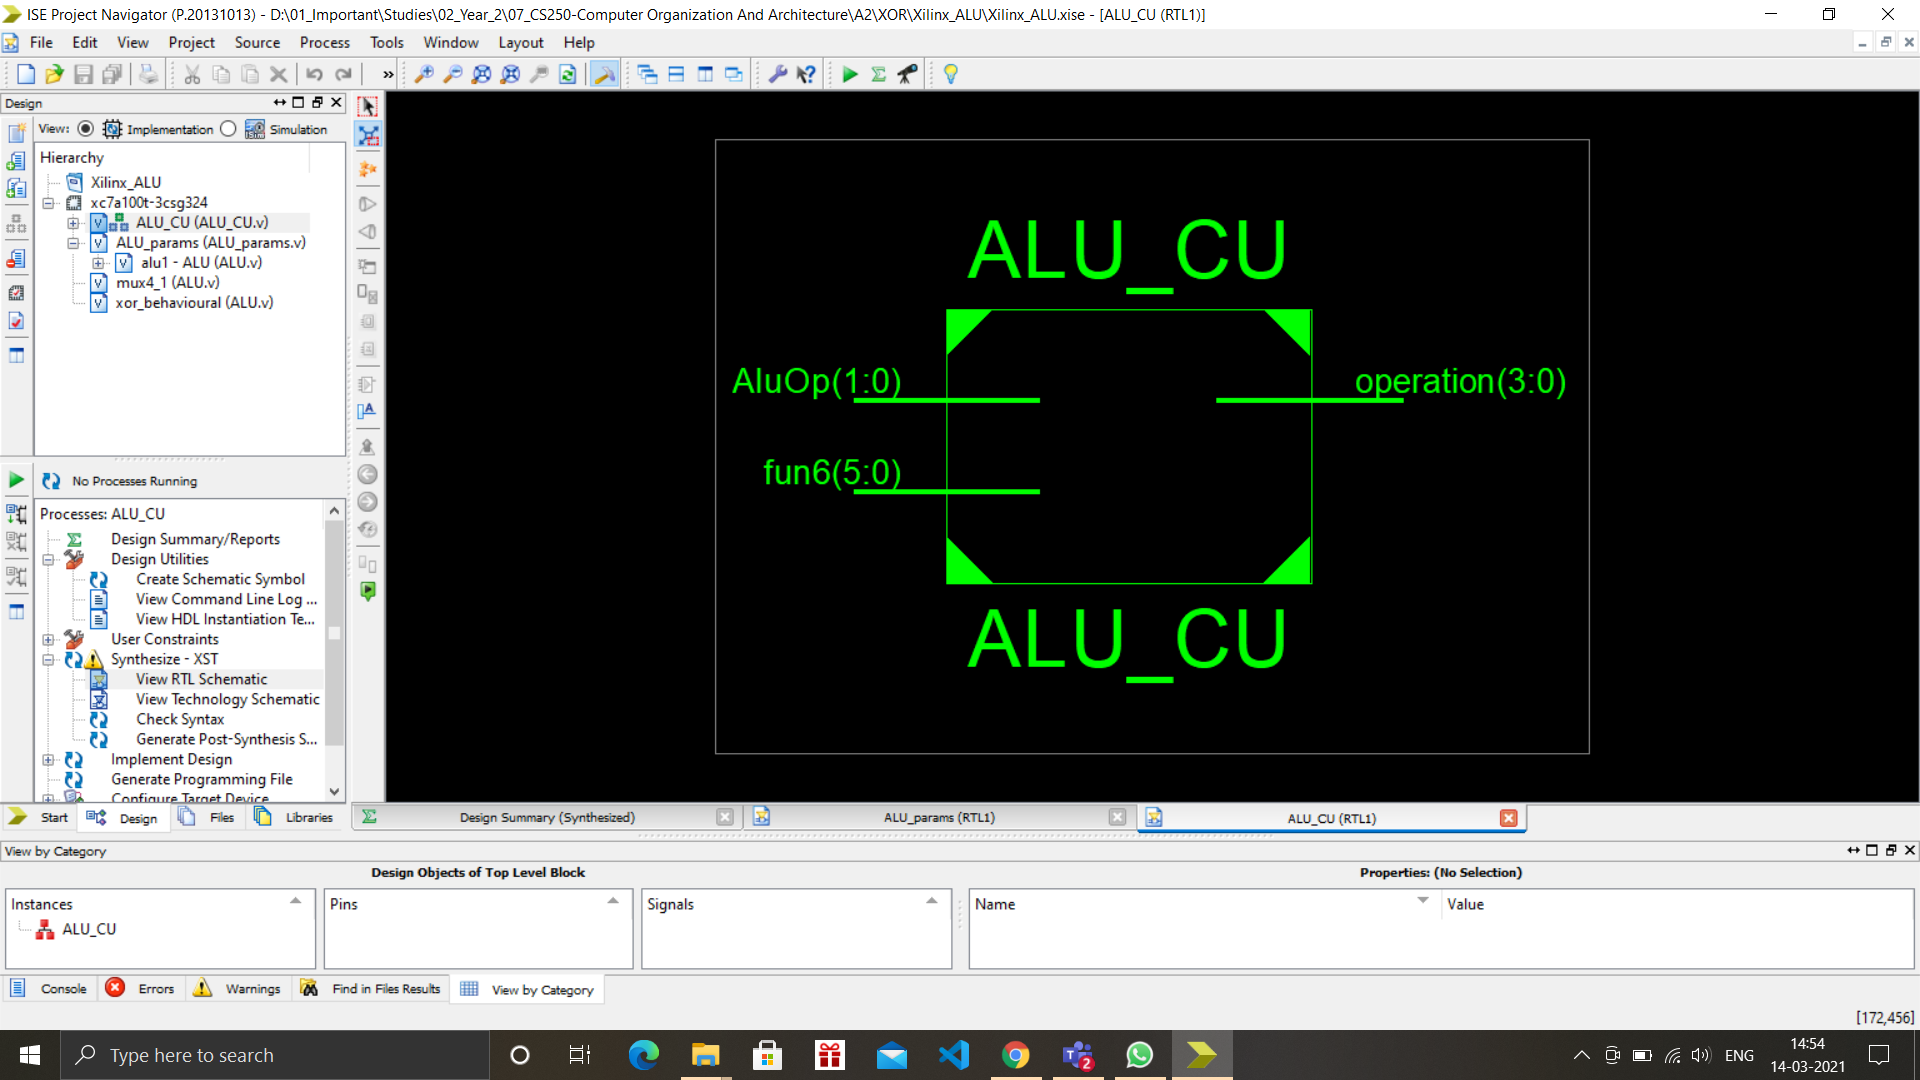 ISE Project Navigator (P.20131013) - D:\01_Important\Studies\02_Year_2\07_CS250-Computer Organization And Architecture\A2\XOR\Xilinx_ALU\Xilinx_ALU.xise - [ALU_CU (RTL1)]
File Edit View Project Source Process Tools Window Layout Help
Design
View: Implementation Simulation
Hierarchy
Xilinx_ALU
xc7a100t-3csg324
ALU_CU (ALU_CU.v)
ALU_params (ALU_params.v)
alu1 - ALU (ALU.v)
mux4_1 (ALU.v)
xor_behavioural (ALU.v)
No Processes Running
Processes: ALU_CU
Design Summary/Reports
Design Utilities
Create Schematic Symbol
View Command Line Log ...
View HDL Instantiation Te...
User Constraints
Synthesize - XST
View RTL Schematic
View Technology Schematic
Check Syntax
Generate Post-Synthesis S...
Implement Design
Generate Programming File
Configure Target Device
Start Design Files Libraries
ALU_CU
AluOp(1:0)
operation(3:0)
fun6(5:0)
ALU_CU
Design Summary (Synthesized) ALU_params (RTL1) ALU_CU (RTL1)
View by Category
Design Objects of Top Level Block
Properties: (No Selection)
Instances
ALU_CU
Pins
Signals
Name Value
Console Errors Warnings Find in Files Results View by Category
[172,456]
Type here to search
2
ENG
14:54
14-03-2021